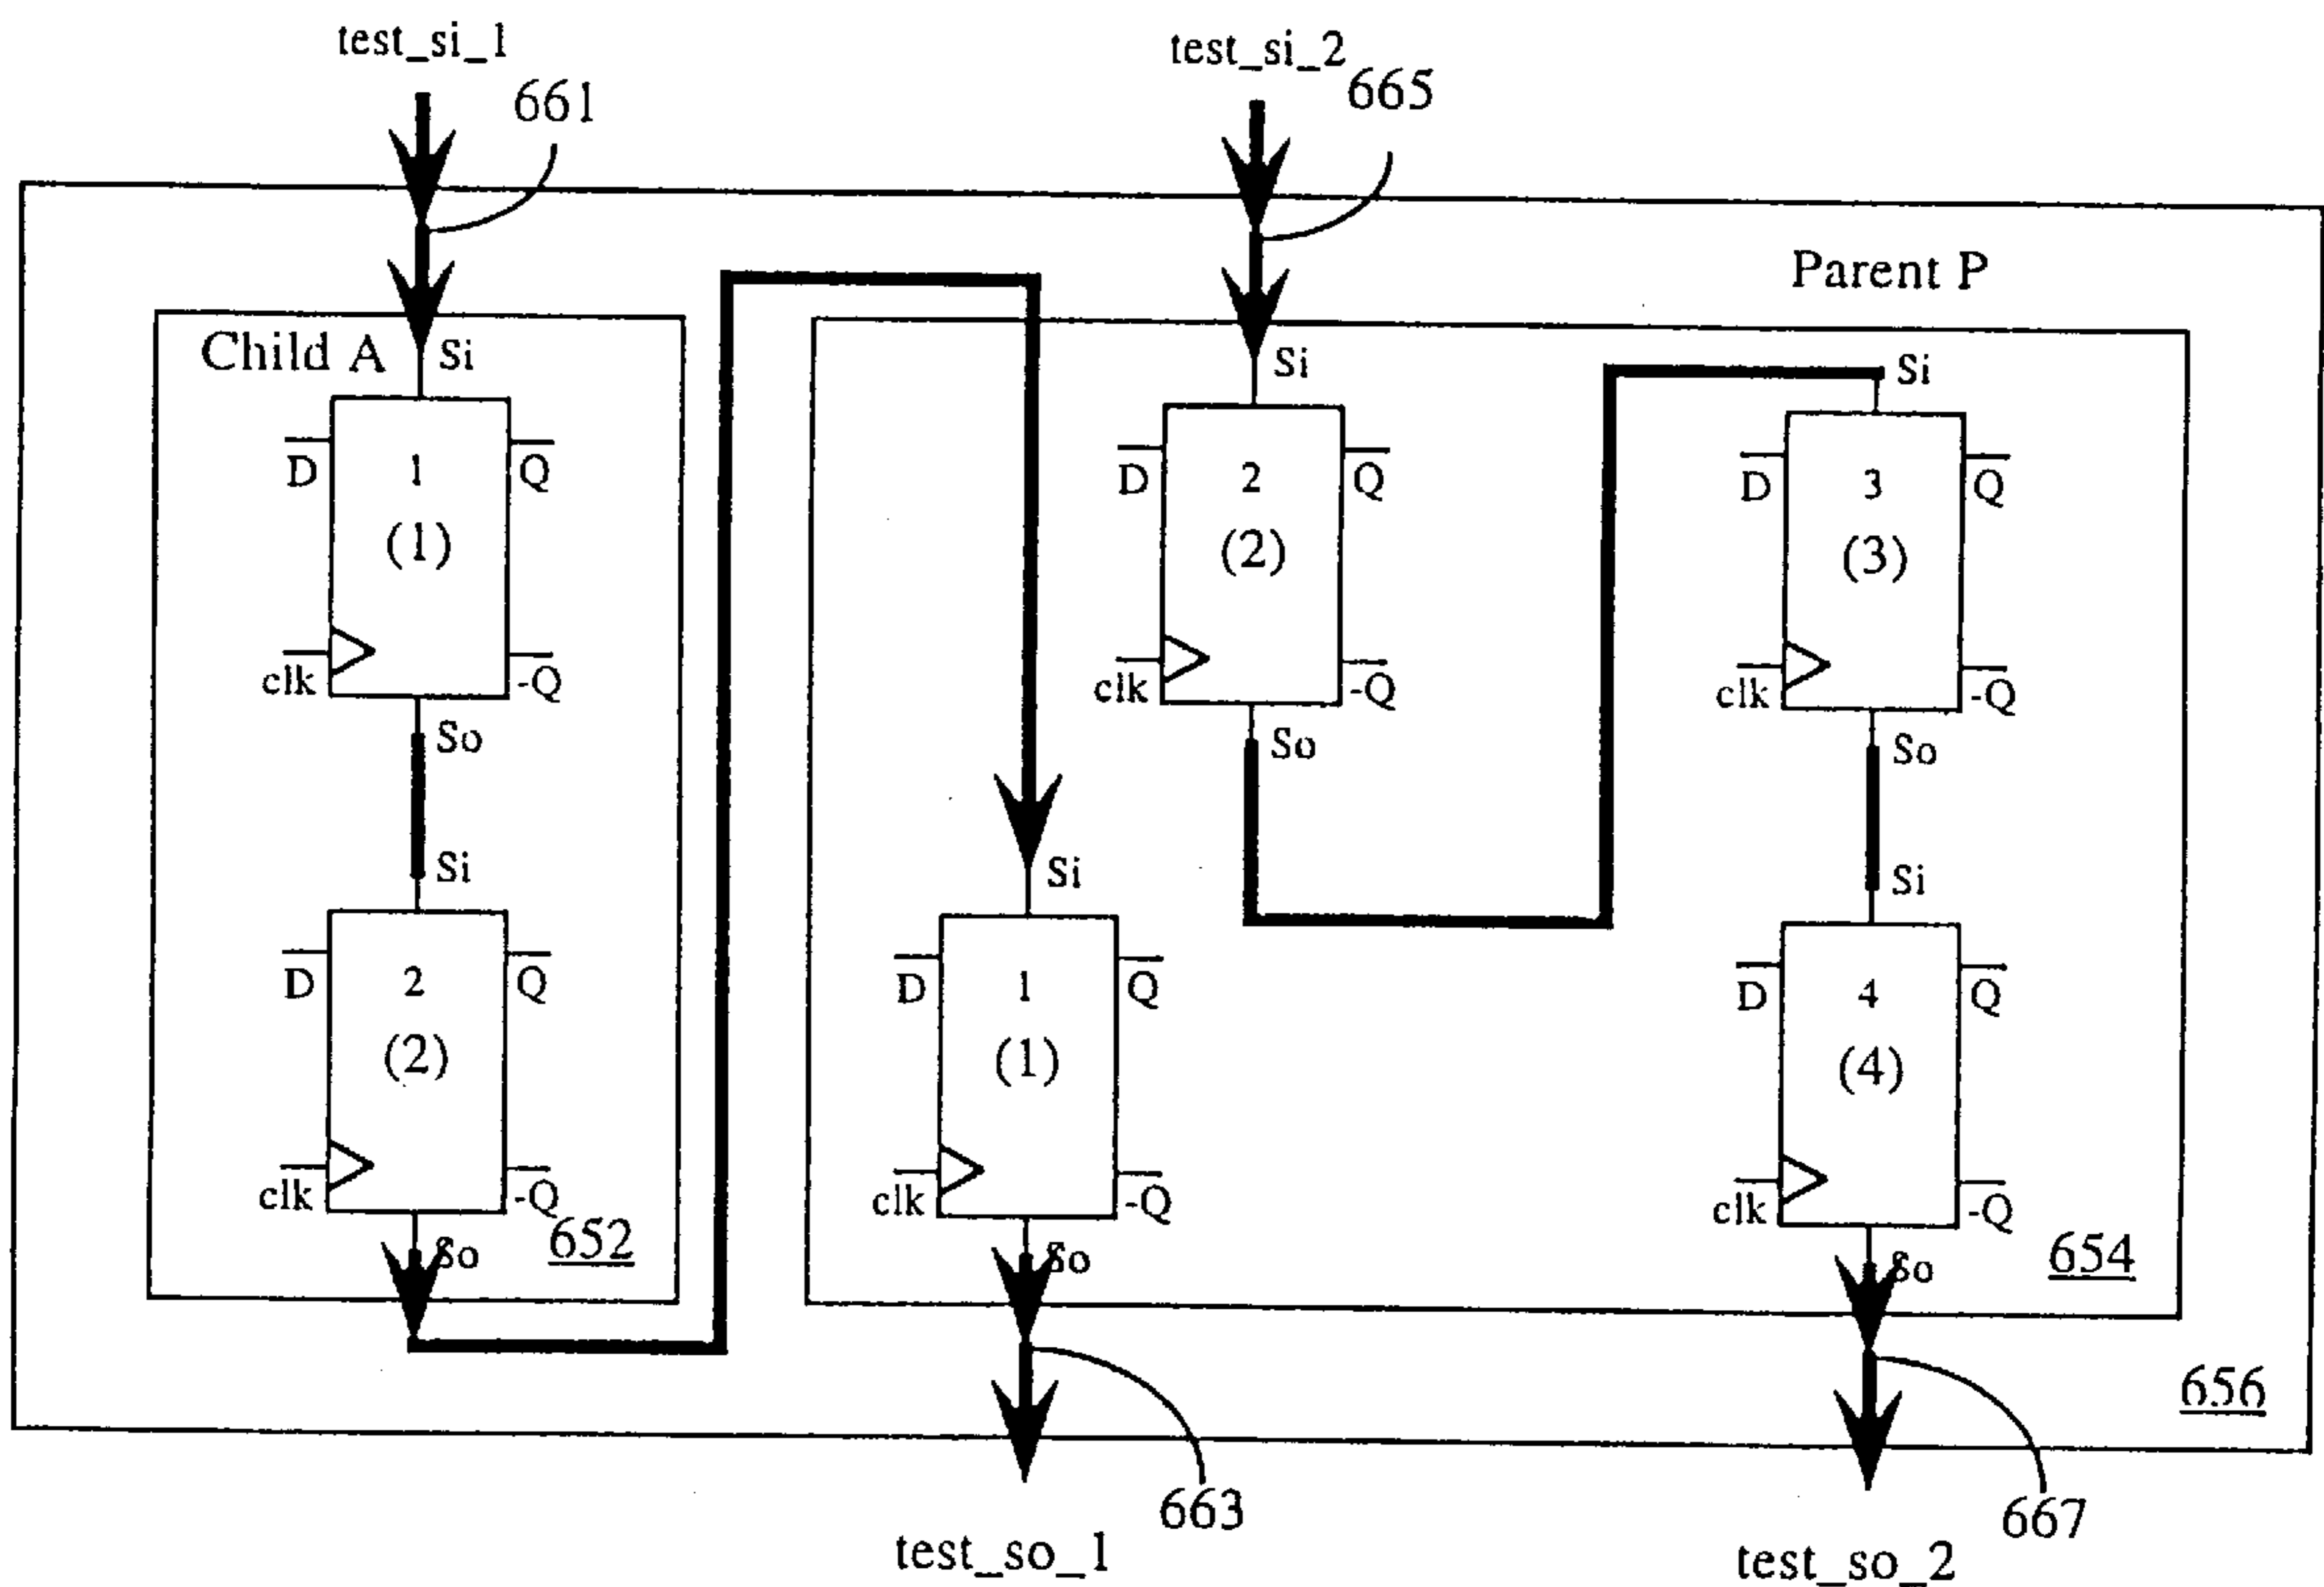 test_si_1
661
test_si_2
665
Parent P
Child A
Si
D
1
(1)
Q
clk
-Q
So
Si
D
2
(2)
Q
clk
-Q
So
652
Si
D
1
(1)
Q
clk
-Q
So
Si
D
2
(2)
Q
clk
-Q
So
Si
D
3
(3)
Q
clk
-Q
So
Si
D
4
(4)
Q
clk
-Q
So
654
656
663
667
test_so_1
test_so_2